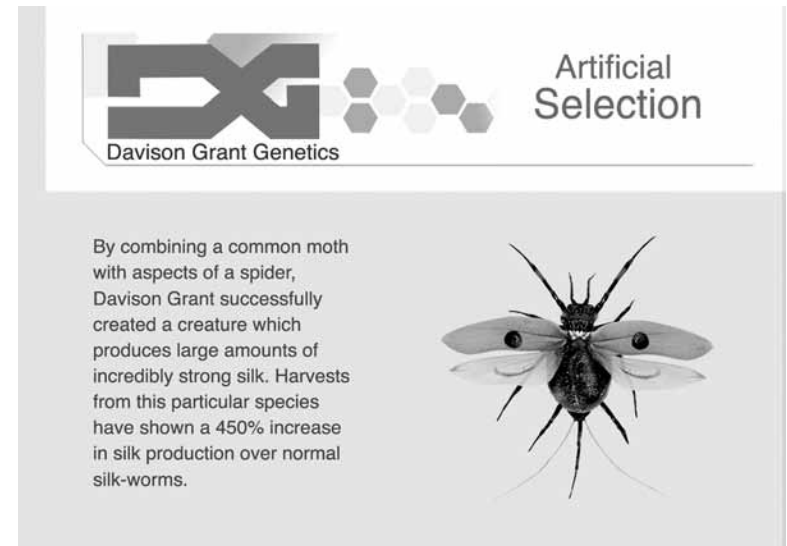 DG
Davison Grant Genetics
Artificial
Selection
By combining a common moth
with aspects of a spider,
Davison Grant successfully
created a creature which
produces large amounts of
incredibly strong silk. Harvests
from this particular species
have shown a 450% increase
in silk production over normal
silk-worms.